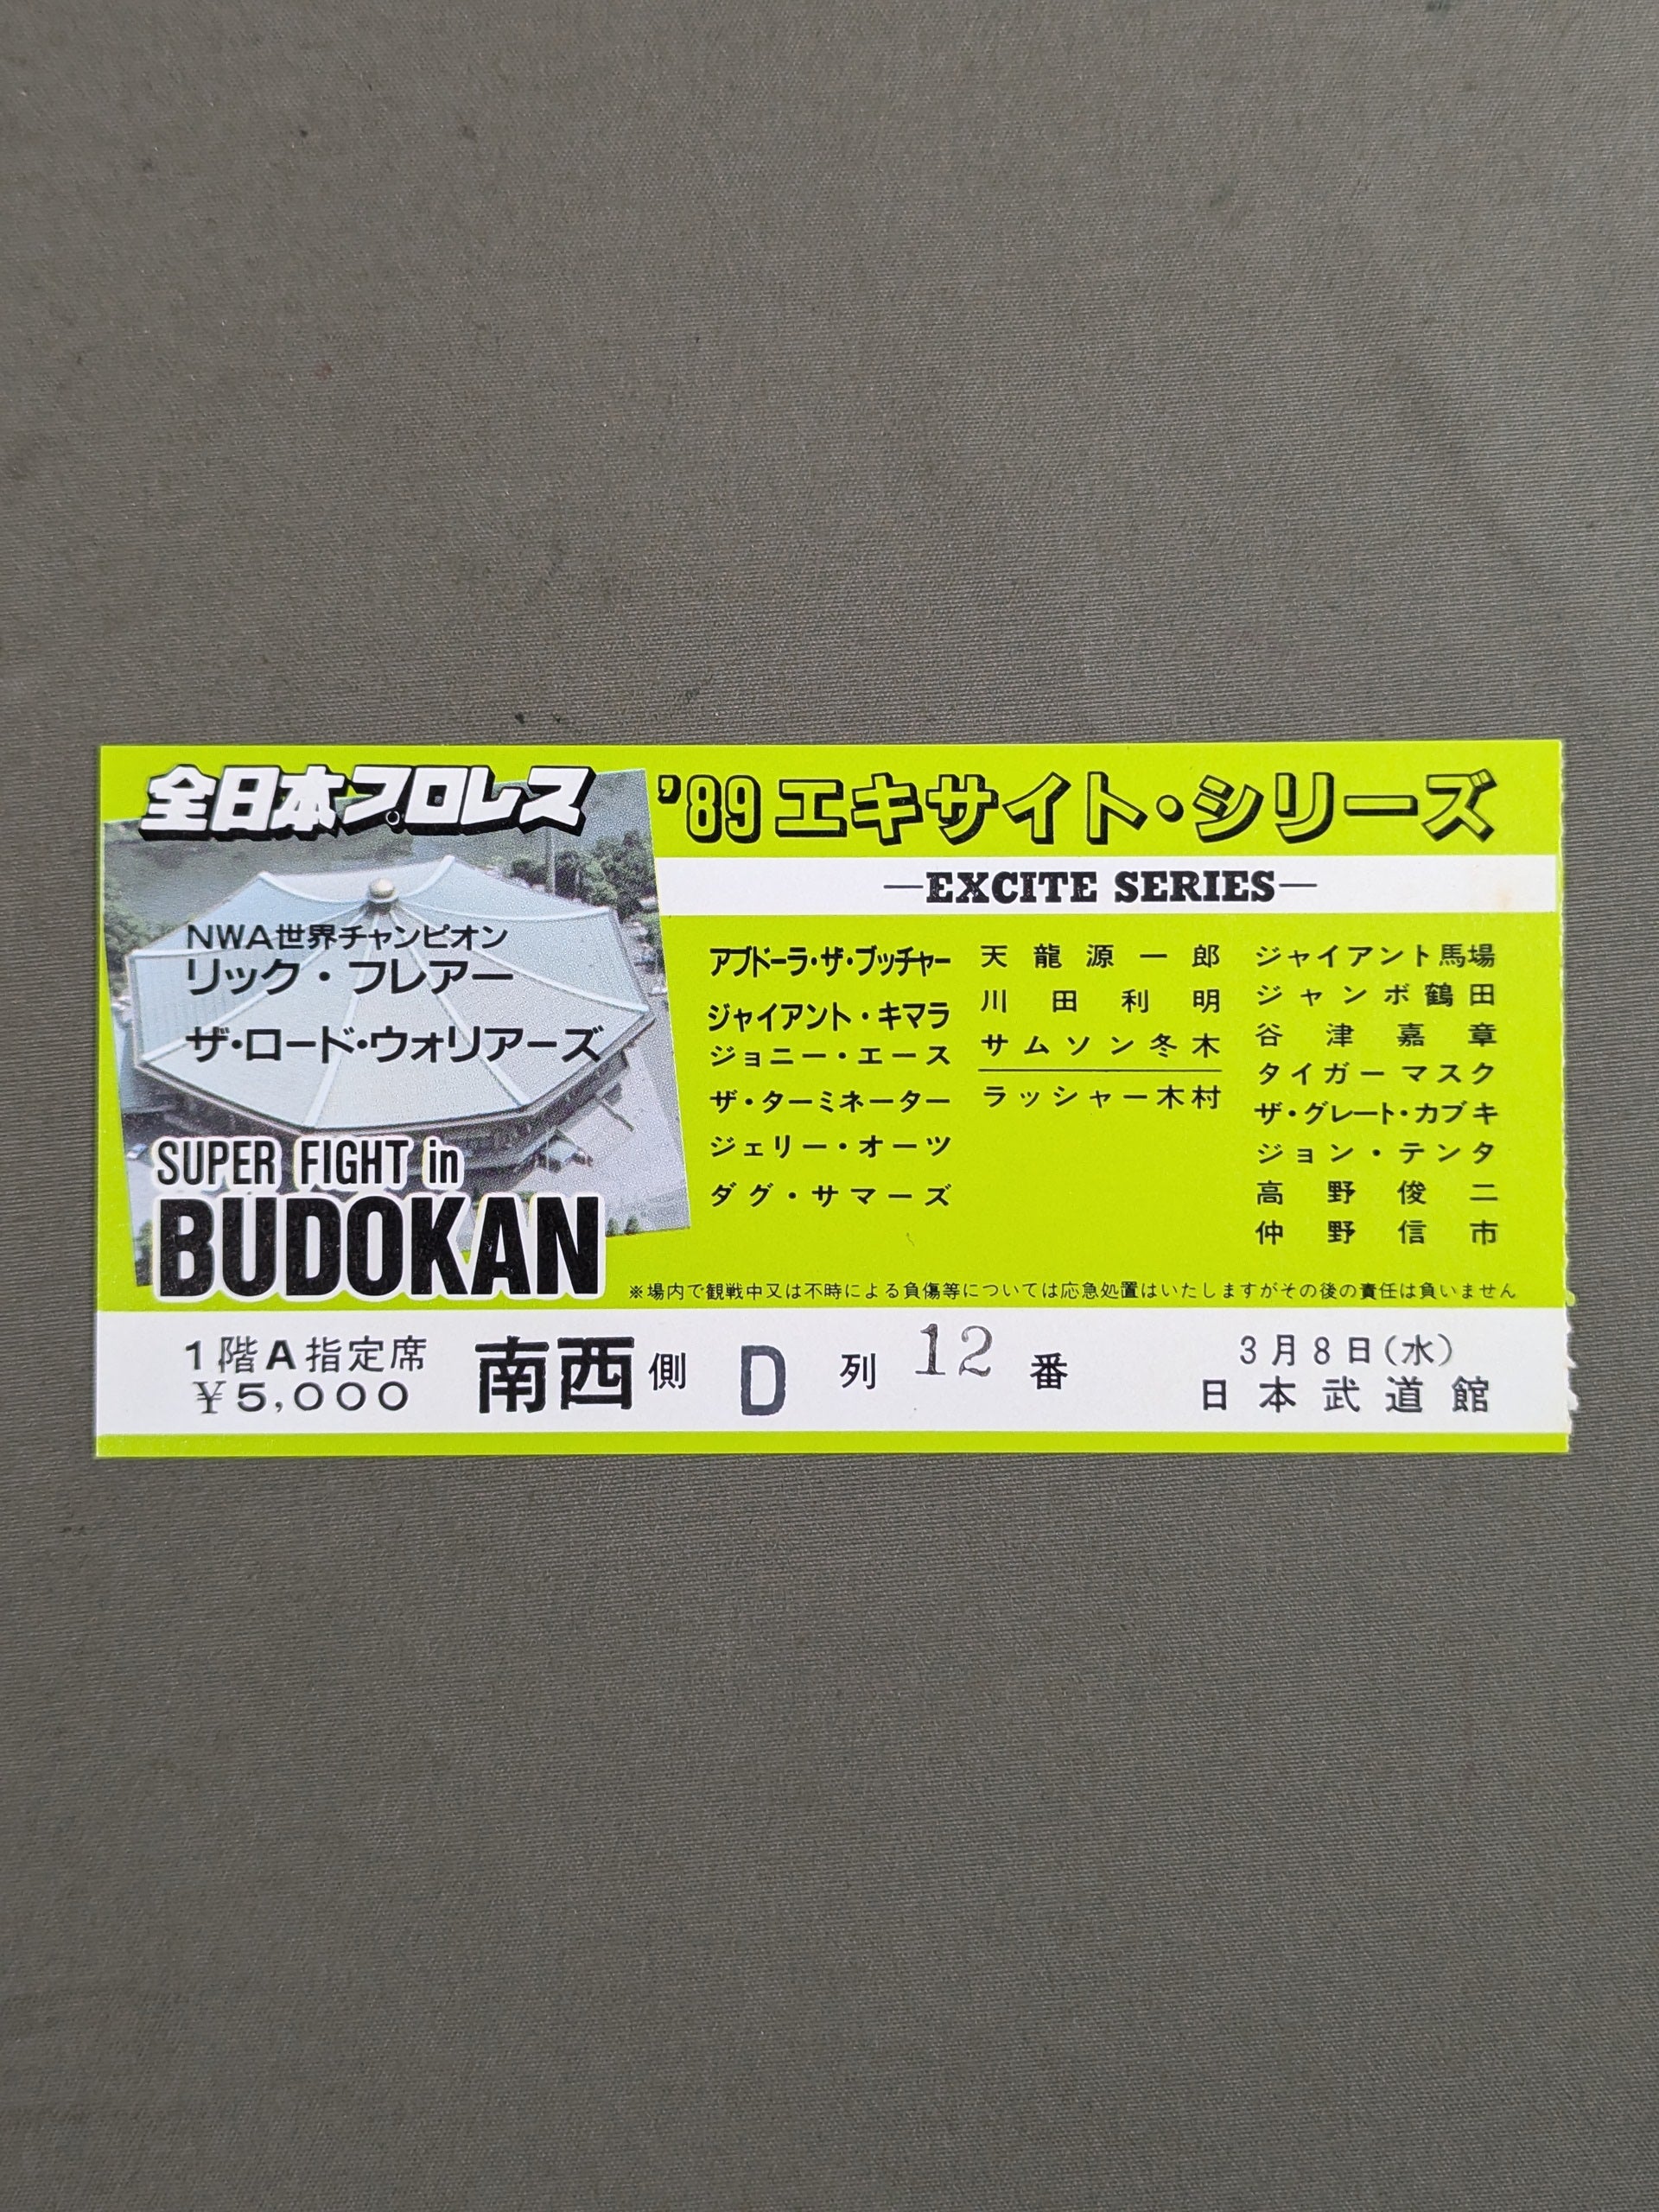 全日本プロレス
'89 エキサイト・シリーズ
—EXCITE SERIES—
NWA世界チャンピオン
リック・フレアー
ザ・ロード・ウォリアーズ
SUPER FIGHT in
BUDOKAN
アブドーラ・ザ・ブッチャー
ジャイアント・キマラ
ジョニー・エース
ザ・ターミネーター
ジェリー・オーツ
ダグ・サマーズ
天龍源一郎
川田利明
サムソン冬木
ラッシャー木村
ジャイアント馬場
ジャンボ鶴田
谷津嘉章
タイガーマスク
ザ・グレート・カブキ
ジョン・テンタ
高野俊二
仲野信市
※場内で観戦中又は不時による負傷等については応急処置はいたしますがその後の責任は負いません
1階A指定席
¥5,000
南西側 D 列 12 番
3月8日(水)
日本武道館